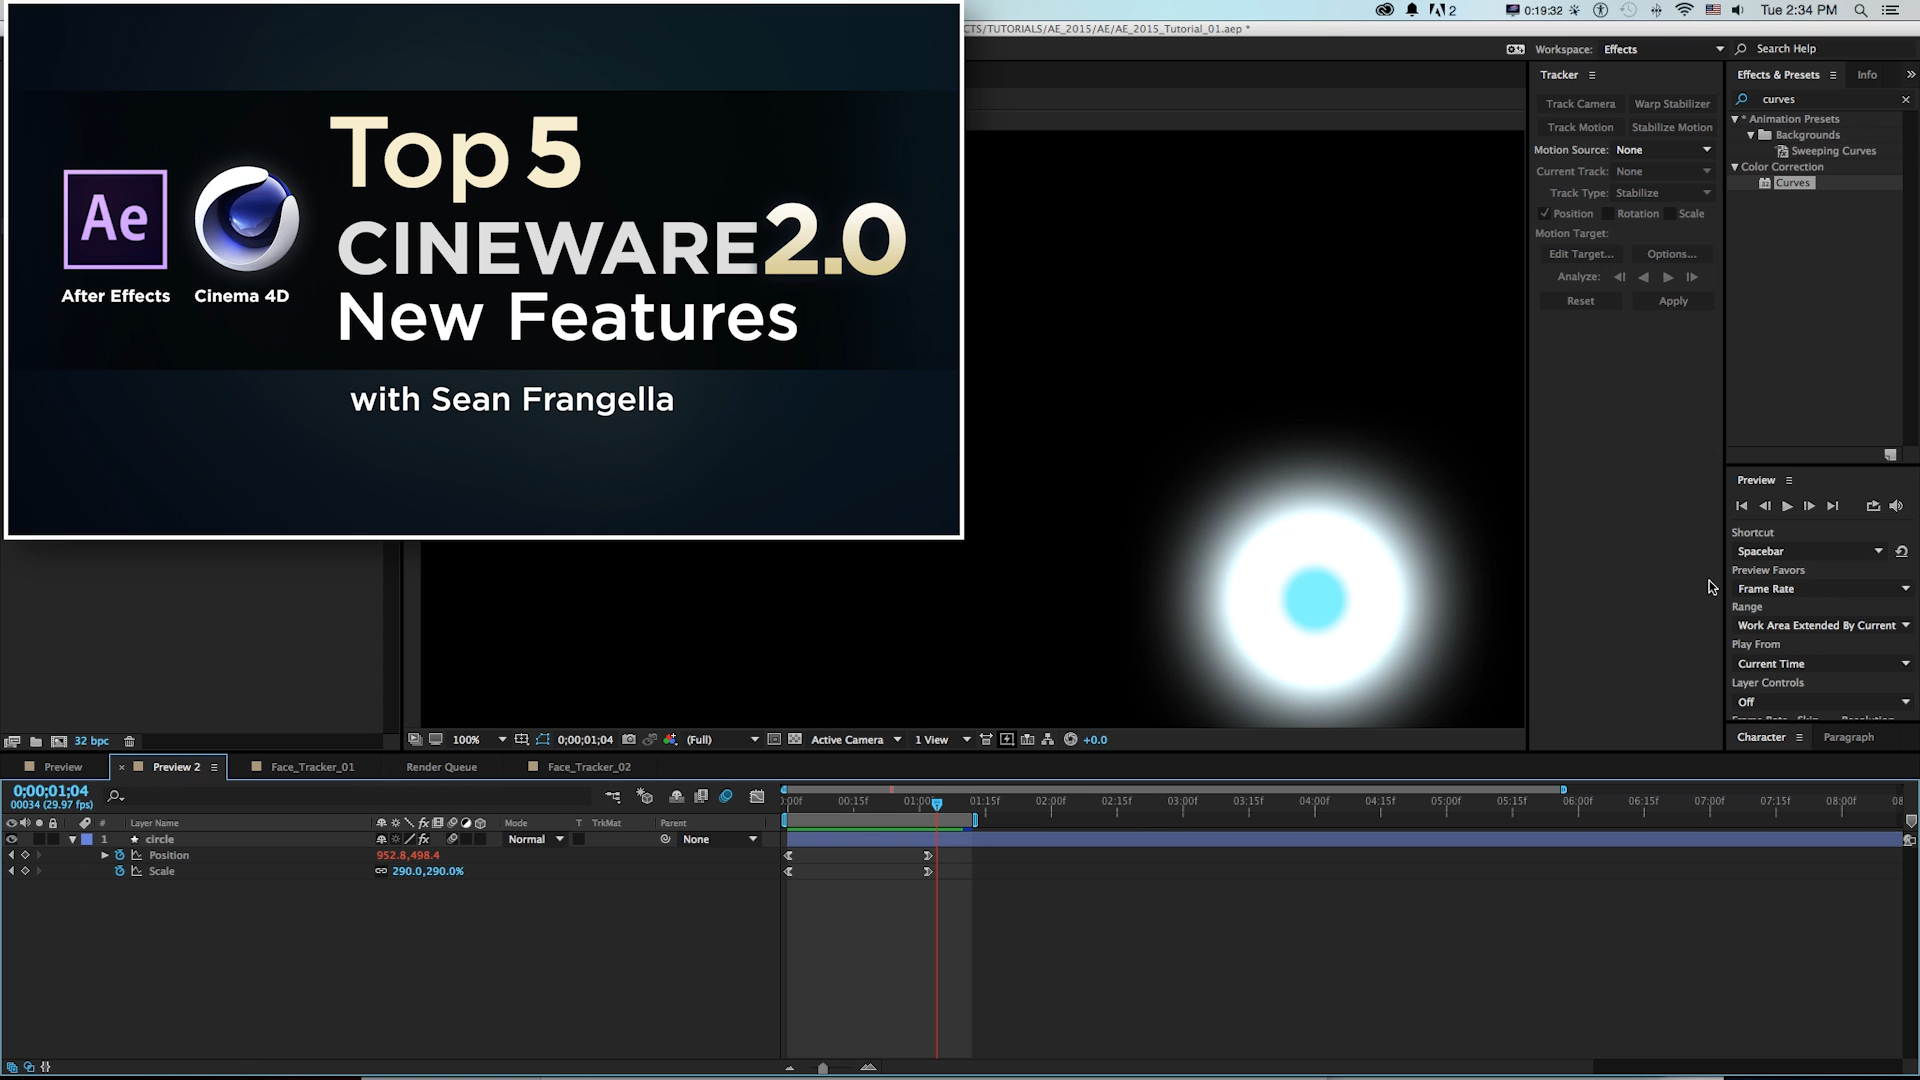 2
0:19:32
Tue 2:34 PM
CTS/TUTORIALS/AE_2015/AE/AE_2015_Tutorial_01.aep *
Workspace: Effects
Search Help
Top 5
CINEWARE 2.0
New Features
with Sean Frangella
Ae
After Effects
Cinema 4D
Tracker
Track Camera Warp Stabilizer
Track Motion Stabilize Motion
Motion Source: None
Current Track: None
Track Type: Stabilize
Position Rotation Scale
Motion Target:
Edit Target... Options...
Analyze:
Reset Apply
Effects & Presets Info
curves
* Animation Presets
Backgrounds
Sweeping Curves
Color Correction
Curves
Preview
Shortcut
Spacebar
Preview Favors
Frame Rate
Range
Work Area Extended By Current
Play From
Current Time
Layer Controls
Off
Character Paragraph
32 bpc
100% 0;00;01;04 (Full) Active Camera 1 View +0.0
Preview Preview 2 Face_Tracker_01 Render Queue Face_Tracker_02
0;00;01;04
00034 (29.97 fps)
:00f 00:15f 01:00f 01:15f 02:00f 02:15f 03:00f 03:15f 04:00f 04:15f 05:00f 05:15f 06:00f 06:15f 07:00f 07:15f 08:00f 08
# Layer Name Mode T TrkMat Parent
1 circle Normal None
Position 952.8,498.4
Scale 290.0,290.0%